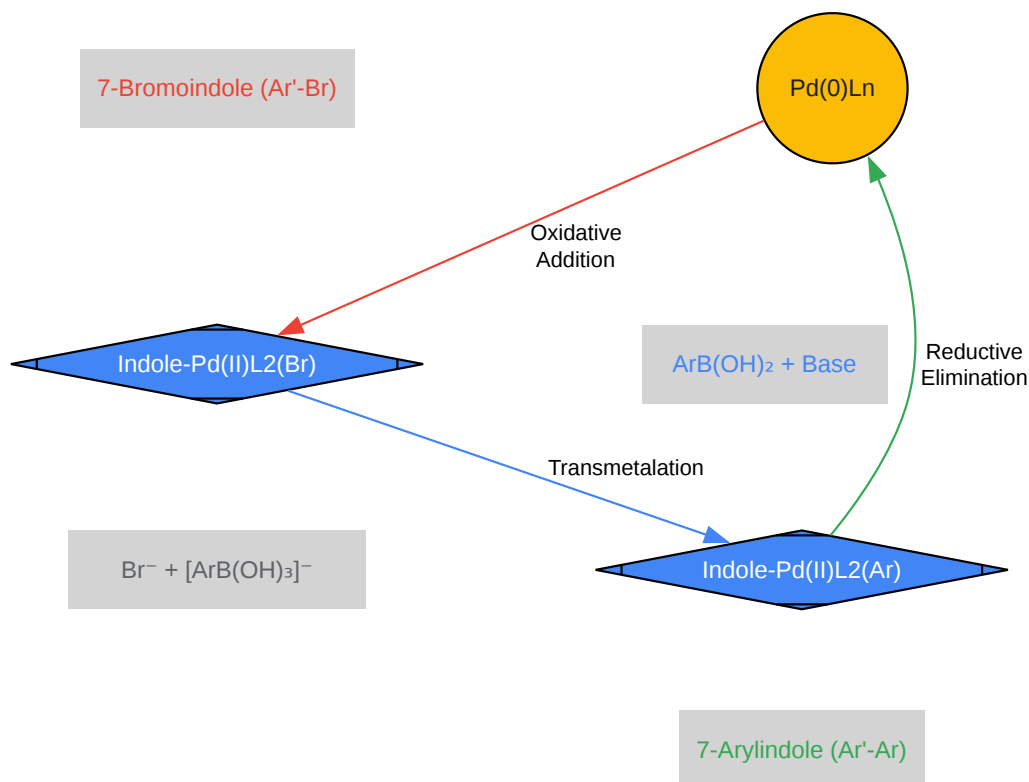 7-Bromoindole (Ar'-Br)
Pd(0)Ln
Oxidative
Addition
Indole-Pd(II)L2(Br)
ArB(OH)₂ + Base
Reductive
Elimination
Transmetalation
Br⁻ + [ArB(OH)₃]⁻
Indole-Pd(II)L2(Ar)
7-Arylindole (Ar'-Ar)